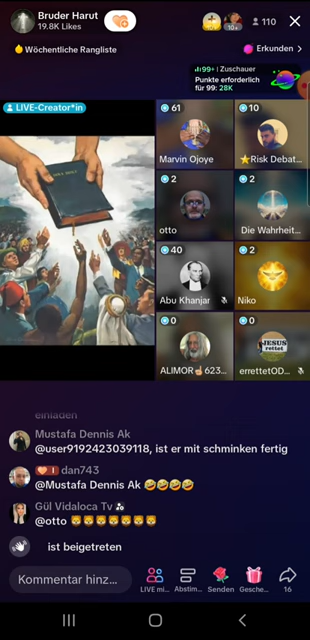 Bruder Harut
19.8K Likes
10+
110
Wöchentliche Rangliste
Erkunden >
99+ | Zuschauer
Punkte erforderlich
für 99: 28K
LIVE-Creator*in
HOLY BIBLE
61
Marvin Ojoye
10
⭐Risk Debat...
2
otto
2
Die Wahrheit...
40
Abu Khanjar
2
Niko
0
ALIMOR☝🏼623...
0
JESUS
rettet
errettetOD...
einladen
Mustafa Dennis Ak
@user9192423039118, ist er mit schminken fertig
I dan743
@Mustafa Dennis Ak 🤣🤣🤣🤣
Gül Vidaloca Tv
@otto 🦁🦁🦁🦁🦁🦁🦁
👋 ist beigetreten
Kommentar hinz...
LIVE mi...
Abstim...
Senden
Gesche...
16